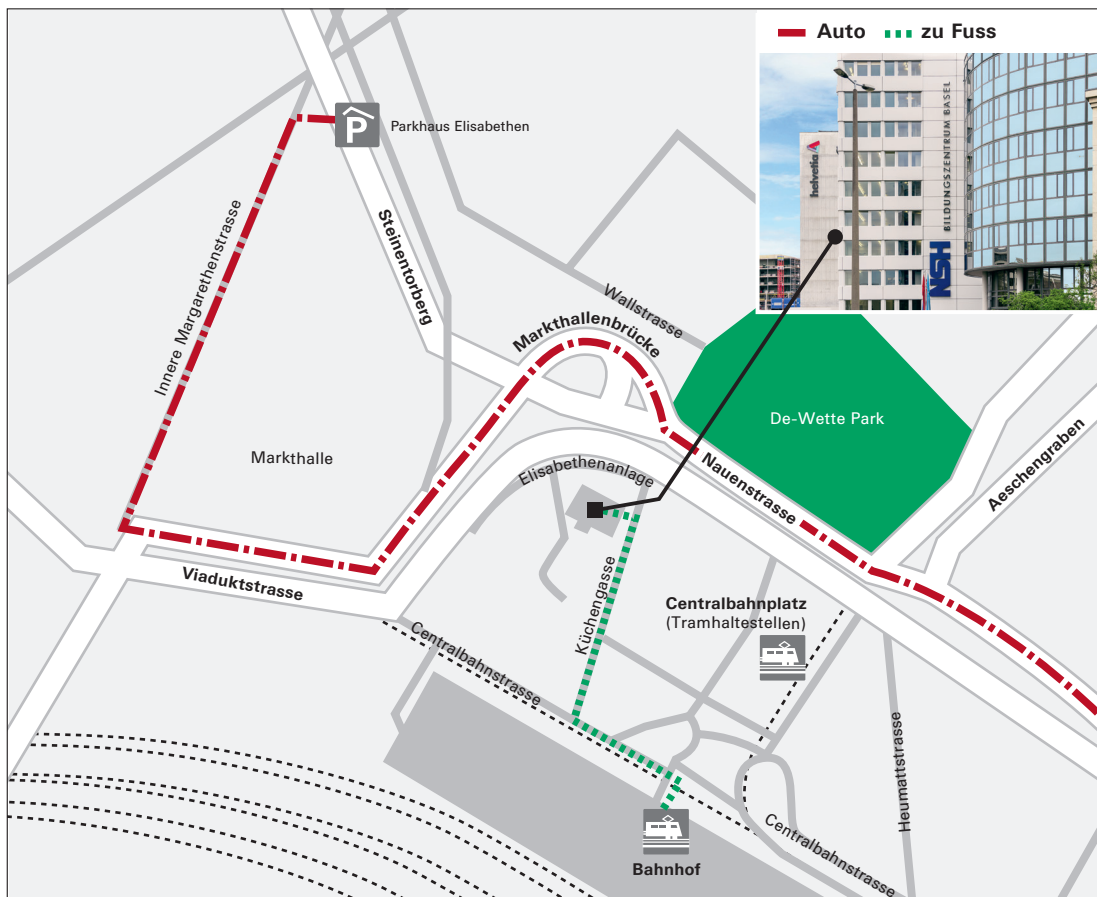 Auto zu Fuss
helvetia
BILDUNGSZENTRUM BASEL
NSH
P
Parkhaus Elisabethen
Steinentorberg
Innere Margarethenstrasse
Wallstrasse
Markthallenbrücke
De-Wette Park
Markthalle
Elisabethenanlage
Nauenstrasse
Aeschengraben
Viaduktstrasse
Küchengasse
Centralbahnplatz
(Tramhaltestellen)
Centralbahnstrasse
Heumattstrasse
Bahnhof
Centralbahnstrasse